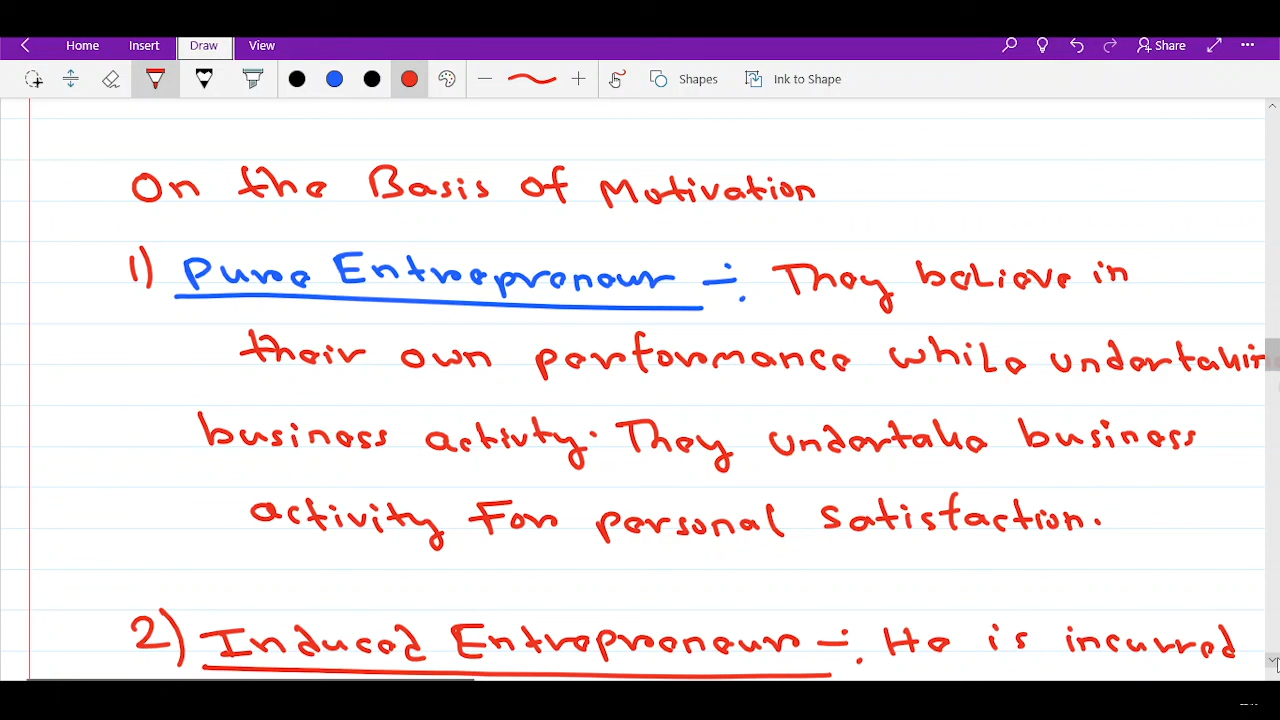 Home Insert Draw View Share
Shapes Ink to Shape
On the Basis of Motivation
1) Pure Entrepreneur :- They believe in
their own performance while undertakin
business activty. They undertake business
activity For personal satisfaction.
2) Induced Entrepreneur :- He is incurred